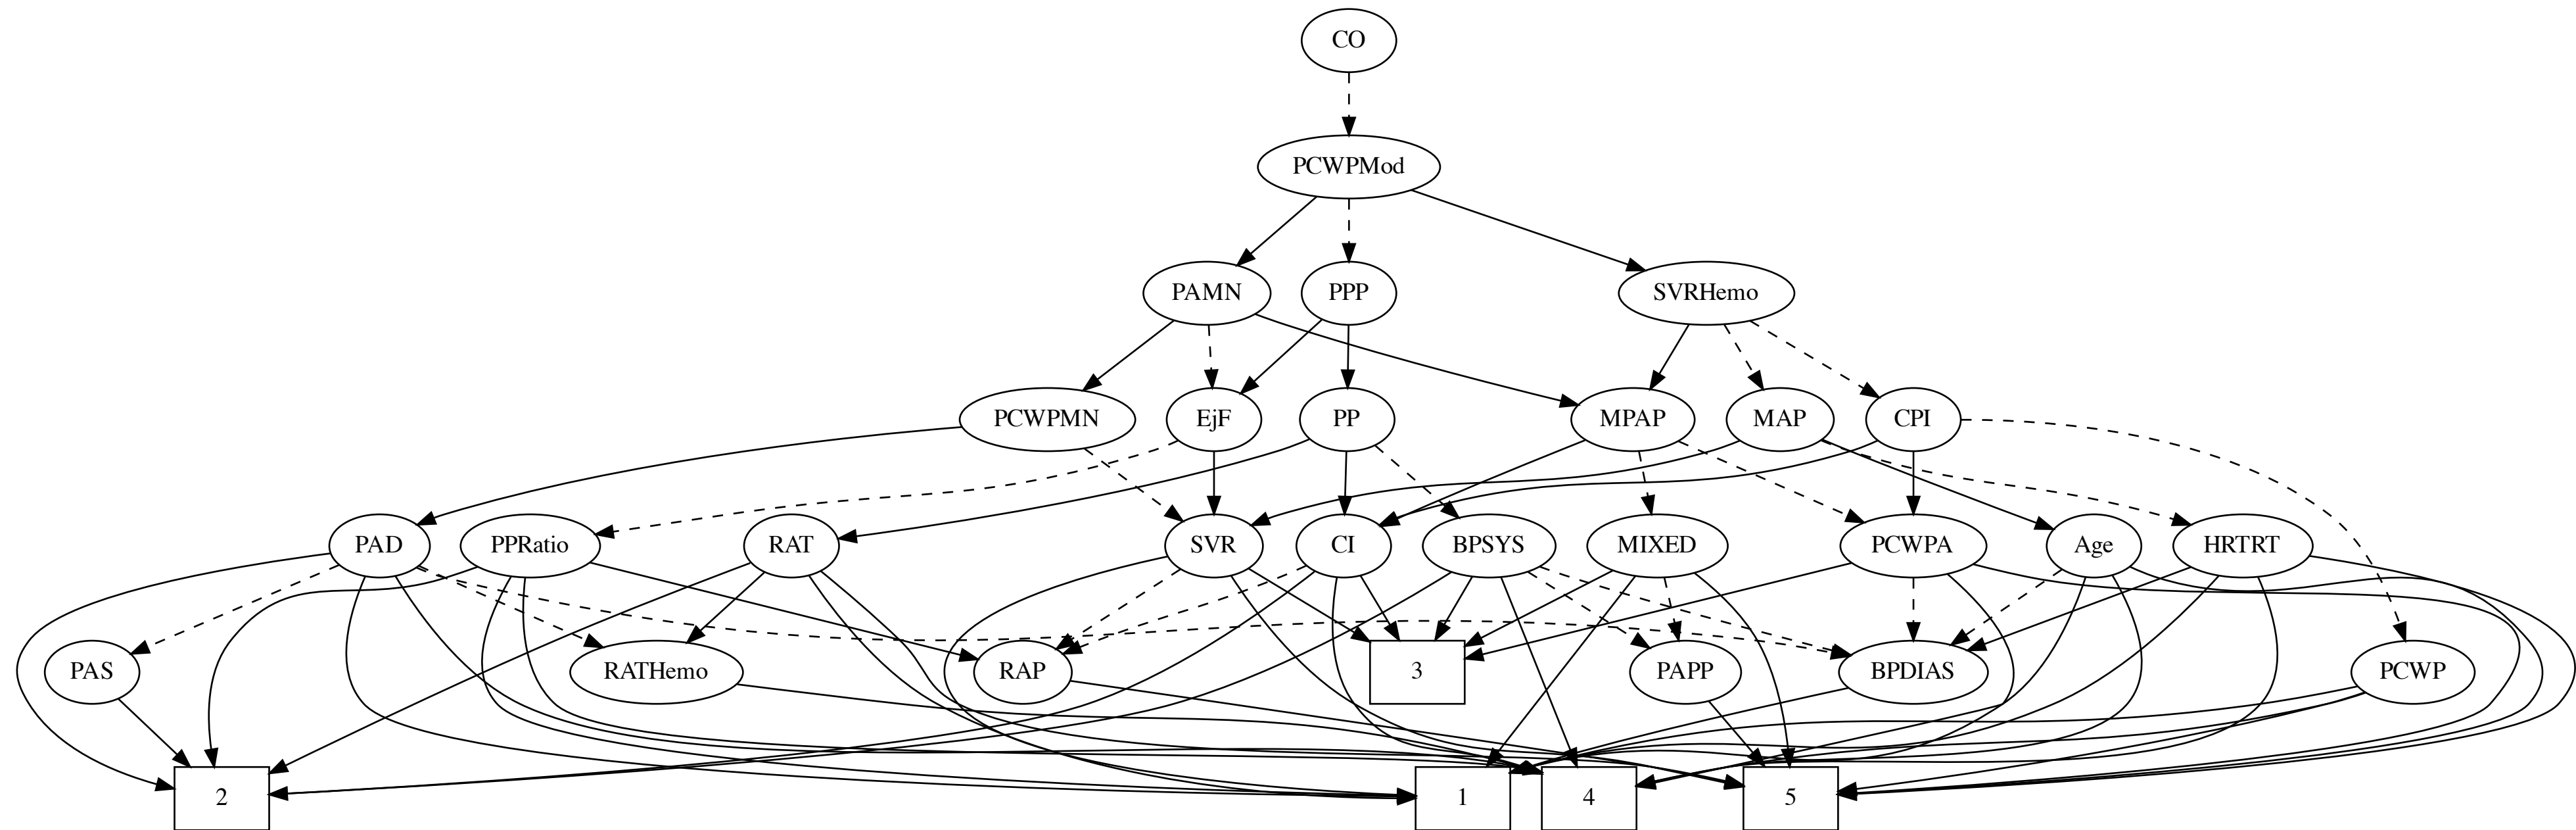 CO
PCWPMod
PAMN
PPP
SVRHemo
PCWPMN
EjF
PP
MPAP
MAP
CPI
PAD
PPRatio
RAT
SVR
CI
BPSYS
MIXED
PCWPA
Age
HRTRT
PAS
RATHemo
RAP
3
PAPP
BPDIAS
PCWP
2
1
4
5